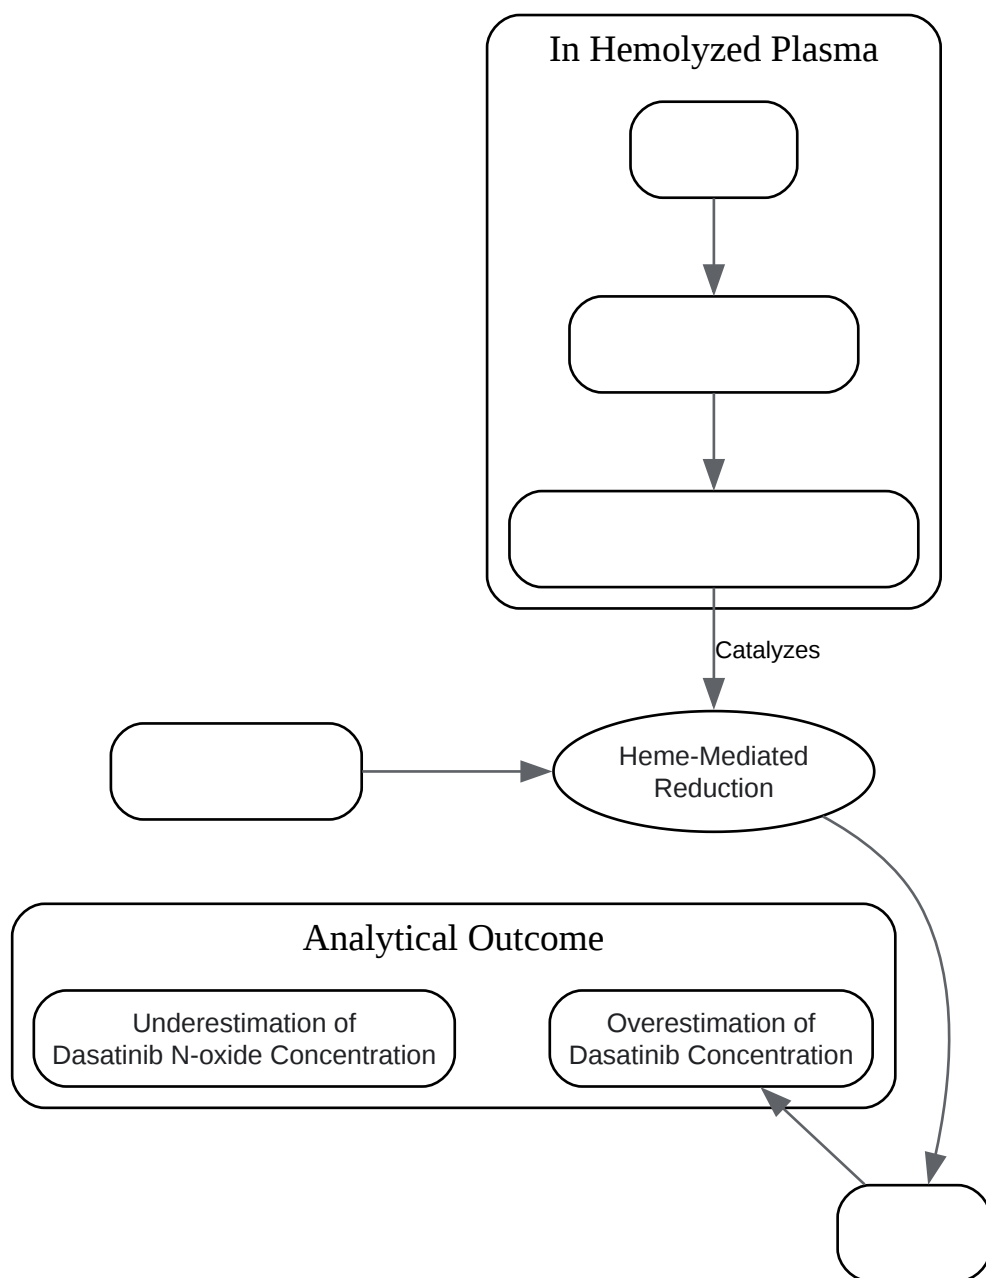 In Hemolyzed Plasma
Catalyzes
Heme-Mediated
Reduction
Analytical Outcome
Underestimation of
Dasatinib N-oxide Concentration
Overestimation of
Dasatinib Concentration